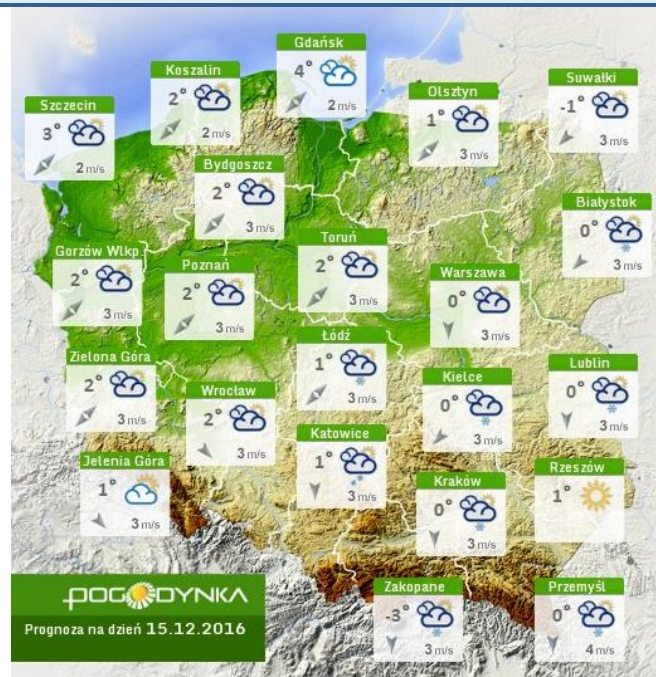 Gdańsk
4°
2 m/s
Koszalin
2°
2 m/s
Suwałki
-1°
3 m/s
Olsztyn
1°
3 m/s
Szczecin
3°
2 m/s
Bydgoszcz
2°
3 m/s
Białystok
0°
3 m/s
Toruń
2°
3 m/s
Gorzów Wlkp.
2°
3 m/s
Poznań
2°
3 m/s
Warszawa
0°
3 m/s
Łódź
1°
3 m/s
Zielona Góra
2°
3 m/s
Lublin
0°
3 m/s
Kielce
0°
3 m/s
Wrocław
2°
3 m/s
Katowice
1°
3 m/s
Jelenia Góra
1°
3 m/s
Rzeszów
1°
Kraków
0°
3 m/s
Zakopane
-3°
3 m/s
Przemyśl
0°
4 m/s
POGODYNKA
Prognoza na dzień 15.12.2016